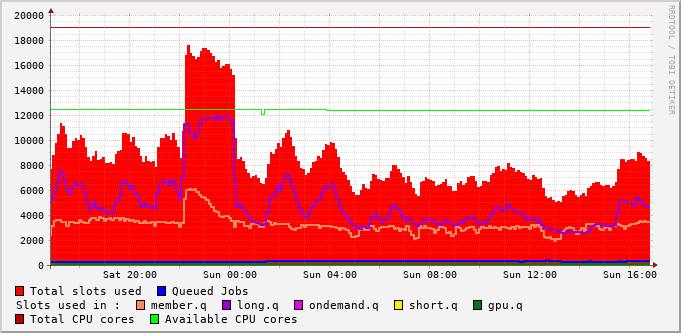 RRDTOOL / TOBI OETIKER
20000
18000
16000
14000
12000
10000
8000
6000
4000
2000
0
Sat 20:00 Sun 00:00 Sun 04:00 Sun 08:00 Sun 12:00 Sun 16:00
Total slots used Queued Jobs
Slots used in : member.q long.q ondemand.q short.q gpu.q
Total CPU cores Available CPU cores